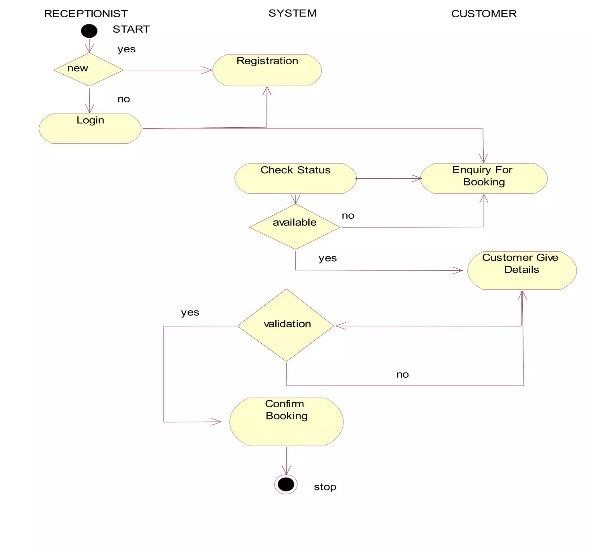 RECEPTIONIST SYSTEM CUSTOMER
START
yes
new
Registration
no
Login
Check Status
Enquiry For
Booking
available
no
yes
Customer Give
Details
yes
validation
no
Confirm
Booking
stop